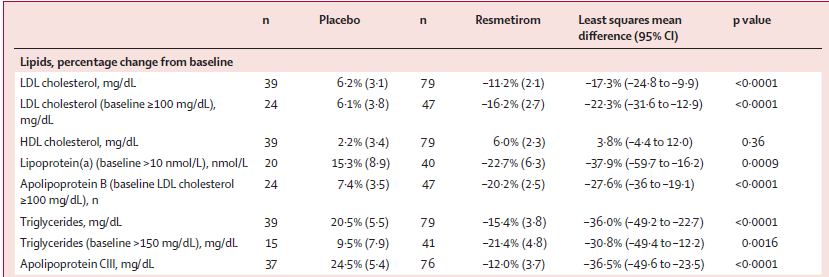 n Placebo n Resmetirom Least squares mean difference (95% CI) p value
Lipids, percentage change from baseline
LDL cholesterol, mg/dL 39 6·2% (3·1) 79 −11·2% (2·1) −17·3% (−24·8 to −9·9) <0·0001
LDL cholesterol (baseline ≥100 mg/dL), mg/dL 24 6·1% (3·8) 47 −16·2% (2·7) −22·3% (−31·6 to −12·9) <0·0001
HDL cholesterol, mg/dL 39 2·2% (3·4) 79 6·0% (2·3) 3·8% (−4·4 to 12·0) 0·36
Lipoprotein(a) (baseline >10 nmol/L), nmol/L 20 15·3% (8·9) 40 −22·7% (6·3) −37·9% (−59·7 to −16·2) 0·0009
Apolipoprotein B (baseline LDL cholesterol ≥100 mg/dL), n 24 7·4% (3·5) 47 −20·2% (2·5) −27·6% (−36 to −19·1) <0·0001
Triglycerides, mg/dL 39 20·5% (5·5) 79 −15·4% (3·8) −36·0% (−49·2 to −22·7) <0·0001
Triglycerides (baseline >150 mg/dL), mg/dL 15 9·5% (7·9) 41 −21·4% (4·8) −30·8% (−49·4 to −12·2) 0·0016
Apolipoprotein CIII, mg/dL 37 24·5% (5·4) 76 −12·0% (3·7) −36·5% (−49·6 to −23·5) <0·0001